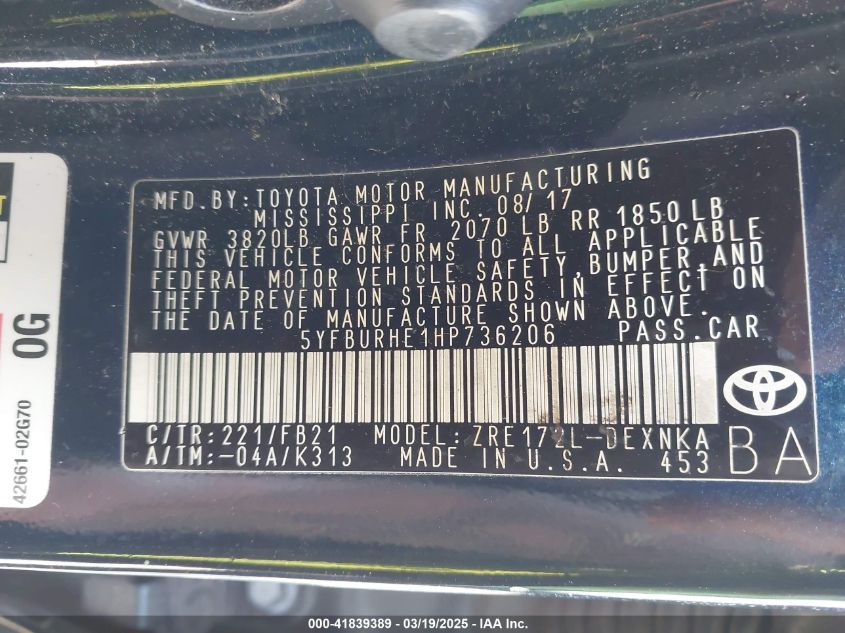 MFD. BY: TOYOTA MOTOR MANUFACTURING
MISSISSIPPI INC. 08/17
GVWR 3820LB GAWR FR 2070 LB RR 1850 LB
THIS VEHICLE CONFORMS TO ALL APPLICABLE
FEDERAL MOTOR VEHICLE SAFETY, BUMPER, AND
THEFT PREVENTION STANDARDS IN EFFECT ON
THE DATE OF MANUFACTURE SHOWN ABOVE.
5YFBURHE1HP736206 PASS. CAR
C/TR: 221/FB21 MODEL: ZRE172L-DEXNKA
A/TM: -04A/K313 MADE IN U.S.A. 453
BA
0G
42661-02G70
000-41839389 - 03/19/2025 - IAAI.com